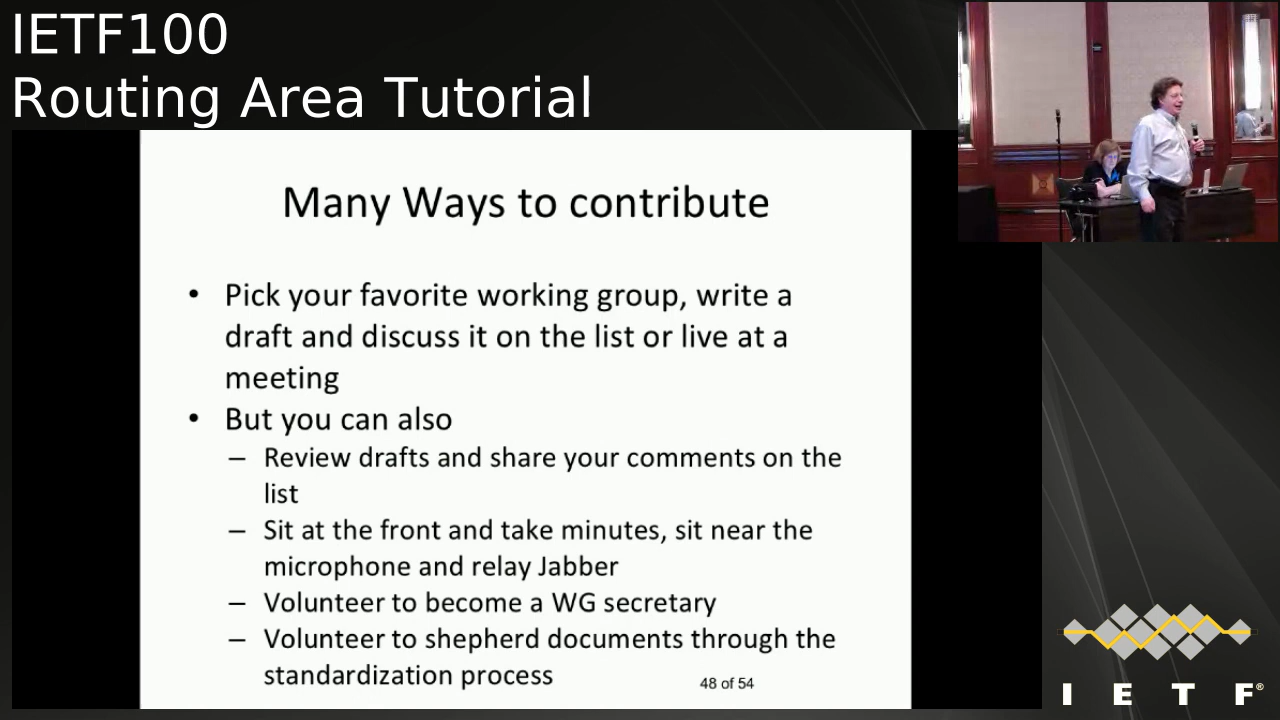 IETF100
Routing Area Tutorial
Many Ways to contribute
• Pick your favorite working group, write a
draft and discuss it on the list or live at a
meeting
• But you can also
– Review drafts and share your comments on the
list
– Sit at the front and take minutes, sit near the
microphone and relay Jabber
– Volunteer to become a WG secretary
– Volunteer to shepherd documents through the
standardization process
48 of 54
I E T F®